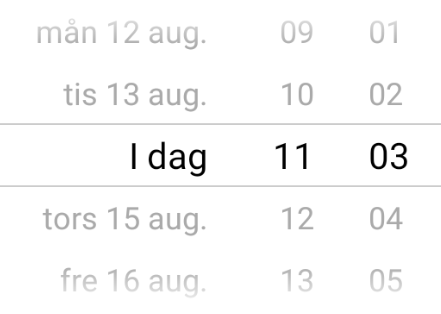 mån 12 aug. 09 01
tis 13 aug. 10 02
I dag 11 03
tors 15 aug. 12 04
fre 16 aug. 13 05